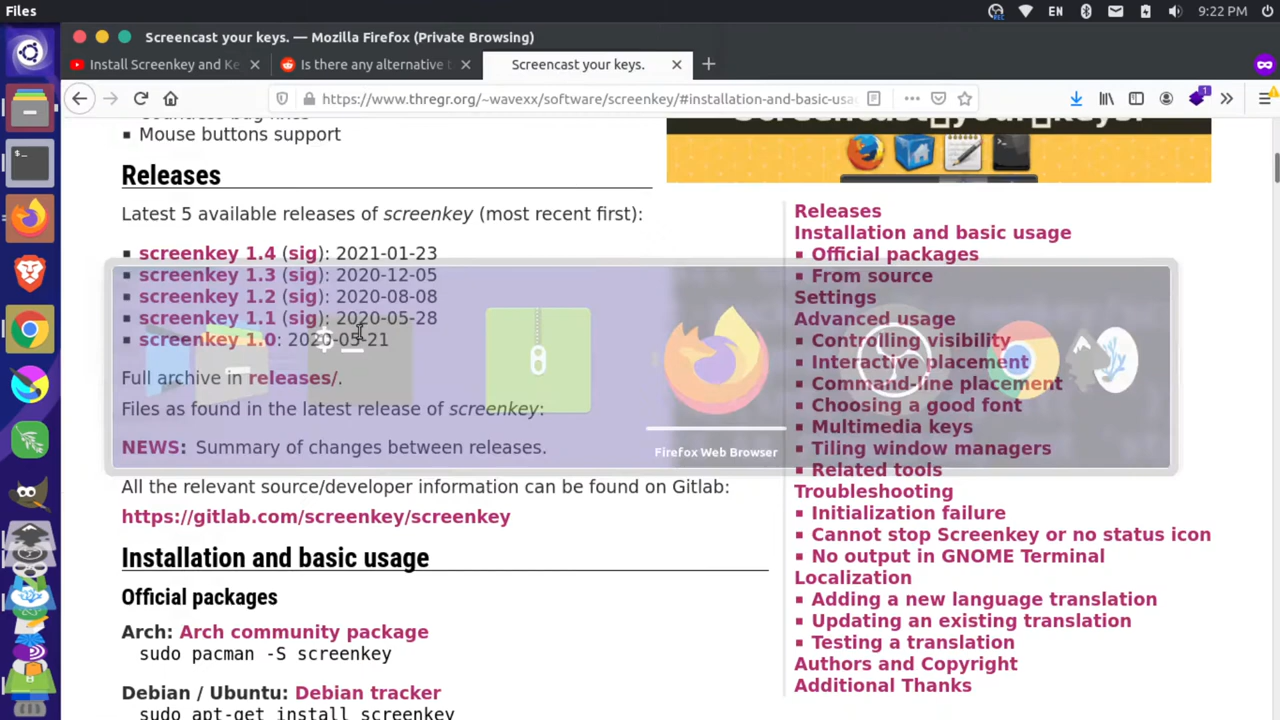 Files
REC
EN
9:22 PM
Screencast your keys. — Mozilla Firefox (Private Browsing)
Install Screenkey and Ke
Is there any alternative t
Screencast your keys.
https://www.thregr.org/~wavexx/software/screenkey/#installation-and-basic-usa
1
Mouse buttons support
Releases
Latest 5 available releases of screenkey (most recent first):
screenkey 1.4 (sig): 2021-01-23
screenkey 1.3 (sig): 2020-12-05
screenkey 1.2 (sig): 2020-08-08
screenkey 1.1 (sig): 2020-05-28
screenkey 1.0: 2020-05-21
Full archive in releases/.
Files as found in the latest release of screenkey:
NEWS: Summary of changes between releases.
All the relevant source/developer information can be found on Gitlab:
https://gitlab.com/screenkey/screenkey
Installation and basic usage
Official packages
Arch: Arch community package
sudo pacman -S screenkey
Debian / Ubuntu: Debian tracker
sudo apt-get install screenkey
Releases
Installation and basic usage
Official packages
From source
Settings
Advanced usage
Controlling visibility
Interactive placement
Command-line placement
Choosing a good font
Multimedia keys
Tiling window managers
Related tools
Troubleshooting
Initialization failure
Cannot stop Screenkey or no status icon
No output in GNOME Terminal
Localization
Adding a new language translation
Updating an existing translation
Testing a translation
Authors and Copyright
Additional Thanks
Firefox Web Browser